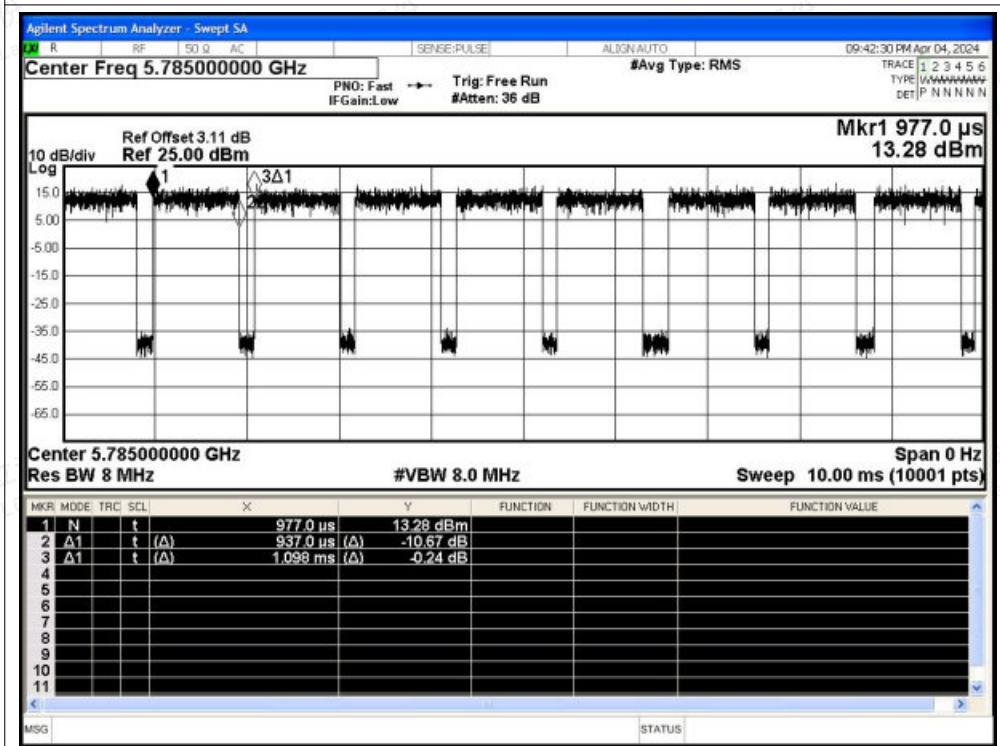 Agilent Spectrum Analyzer - Swept SA
LXI R RF 50 Ω AC SENSE:PULSE ALIGN AUTO 09:42:30 PM Apr 04, 2024
Center Freq 5.785000000 GHz #Avg Type: RMS TRACE 1 2 3 4 5 6
PNO: Fast Trig: Free Run TYPE WWWWWW
IFGain:Low #Atten: 36 dB DET P N N N N N
Ref Offset 3.11 dB Mkr1 977.0 µs
10 dB/div Ref 25.00 dBm 13.28 dBm
Log
1 3Δ1
15.0
5.00
-5.00
-15.0
-25.0
-35.0
-45.0
-55.0
-65.0
Center 5.785000000 GHz Span 0 Hz
Res BW 8 MHz #VBW 8.0 MHz Sweep 10.00 ms (10001 pts)
MKR MODE TRC SCL X Y FUNCTION FUNCTION WIDTH FUNCTION VALUE
1 N t 977.0 µs 13.28 dBm
2 Δ1 t (Δ) 937.0 µs (Δ) -10.67 dB
3 Δ1 t (Δ) 1.098 ms (Δ) -0.24 dB
4
5
6
7
8
9
10
11
MSG STATUS